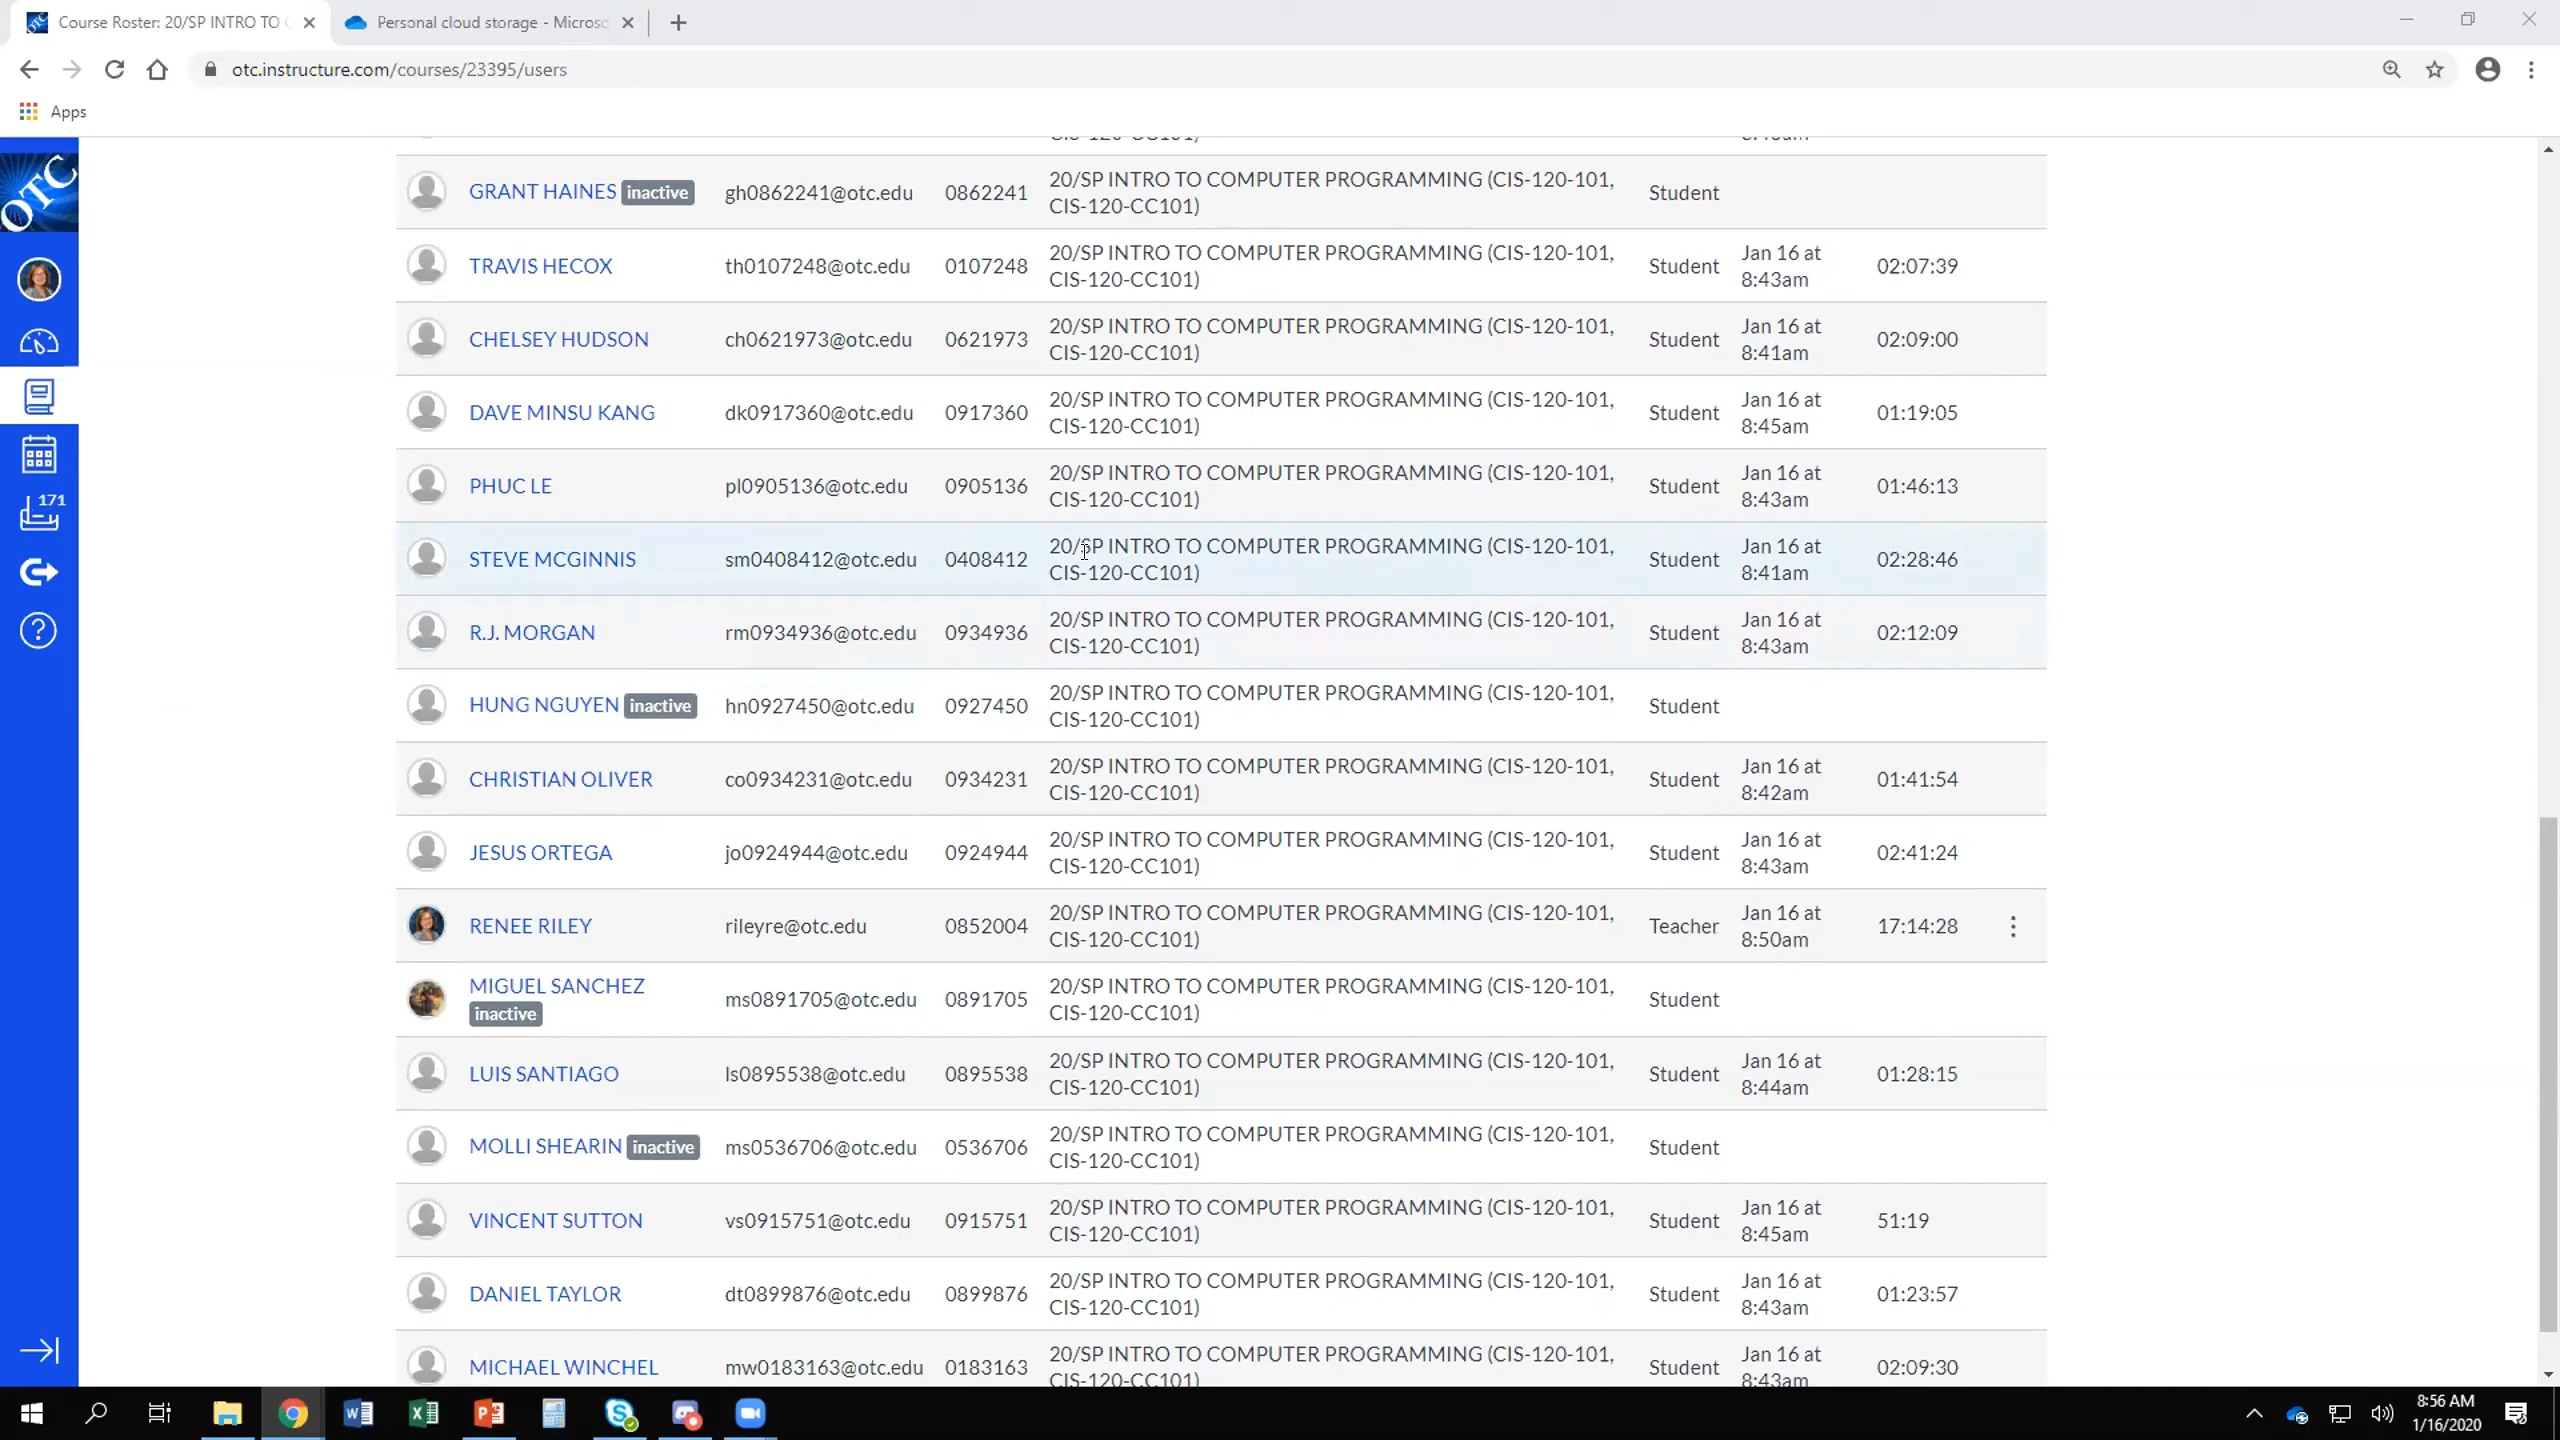 Course Roster: 20/SP INTRO TO
Personal cloud storage - Micros
otc.instructure.com/courses/23395/users
Apps
OTC
171
GRANT HAINES inactive gh0862241@otc.edu 0862241 20/SP INTRO TO COMPUTER PROGRAMMING (CIS-120-101, Student
CIS-120-CC101)
TRAVIS HECOX th0107248@otc.edu 0107248 20/SP INTRO TO COMPUTER PROGRAMMING (CIS-120-101, Student Jan 16 at 02:07:39
CIS-120-CC101) 8:43am
CHELSEY HUDSON ch0621973@otc.edu 0621973 20/SP INTRO TO COMPUTER PROGRAMMING (CIS-120-101, Student Jan 16 at 02:09:00
CIS-120-CC101) 8:41am
DAVE MINSU KANG dk0917360@otc.edu 0917360 20/SP INTRO TO COMPUTER PROGRAMMING (CIS-120-101, Student Jan 16 at 01:19:05
CIS-120-CC101) 8:45am
PHUC LE pl0905136@otc.edu 0905136 20/SP INTRO TO COMPUTER PROGRAMMING (CIS-120-101, Student Jan 16 at 01:46:13
CIS-120-CC101) 8:43am
STEVE MCGINNIS sm0408412@otc.edu 0408412 20/SP INTRO TO COMPUTER PROGRAMMING (CIS-120-101, Student Jan 16 at 02:28:46
CIS-120-CC101) 8:41am
R.J. MORGAN rm0934936@otc.edu 0934936 20/SP INTRO TO COMPUTER PROGRAMMING (CIS-120-101, Student Jan 16 at 02:12:09
CIS-120-CC101) 8:43am
HUNG NGUYEN inactive hn0927450@otc.edu 0927450 20/SP INTRO TO COMPUTER PROGRAMMING (CIS-120-101, Student
CIS-120-CC101)
CHRISTIAN OLIVER co0934231@otc.edu 0934231 20/SP INTRO TO COMPUTER PROGRAMMING (CIS-120-101, Student Jan 16 at 01:41:54
CIS-120-CC101) 8:42am
JESUS ORTEGA jo0924944@otc.edu 0924944 20/SP INTRO TO COMPUTER PROGRAMMING (CIS-120-101, Student Jan 16 at 02:41:24
CIS-120-CC101) 8:43am
RENEE RILEY rileyre@otc.edu 0852004 20/SP INTRO TO COMPUTER PROGRAMMING (CIS-120-101, Teacher Jan 16 at 17:14:28
CIS-120-CC101) 8:50am
MIGUEL SANCHEZ ms0891705@otc.edu 0891705 20/SP INTRO TO COMPUTER PROGRAMMING (CIS-120-101, Student
inactive CIS-120-CC101)
LUIS SANTIAGO ls0895538@otc.edu 0895538 20/SP INTRO TO COMPUTER PROGRAMMING (CIS-120-101, Student Jan 16 at 01:28:15
CIS-120-CC101) 8:44am
MOLLI SHEARIN inactive ms0536706@otc.edu 0536706 20/SP INTRO TO COMPUTER PROGRAMMING (CIS-120-101, Student
CIS-120-CC101)
VINCENT SUTTON vs0915751@otc.edu 0915751 20/SP INTRO TO COMPUTER PROGRAMMING (CIS-120-101, Student Jan 16 at 51:19
CIS-120-CC101) 8:45am
DANIEL TAYLOR dt0899876@otc.edu 0899876 20/SP INTRO TO COMPUTER PROGRAMMING (CIS-120-101, Student Jan 16 at 01:23:57
CIS-120-CC101) 8:43am
MICHAEL WINCHEL mw0183163@otc.edu 0183163 20/SP INTRO TO COMPUTER PROGRAMMING (CIS-120-101, Student Jan 16 at 02:09:30
CIS-120-CC101) 8:43am
8:56 AM
1/16/2020